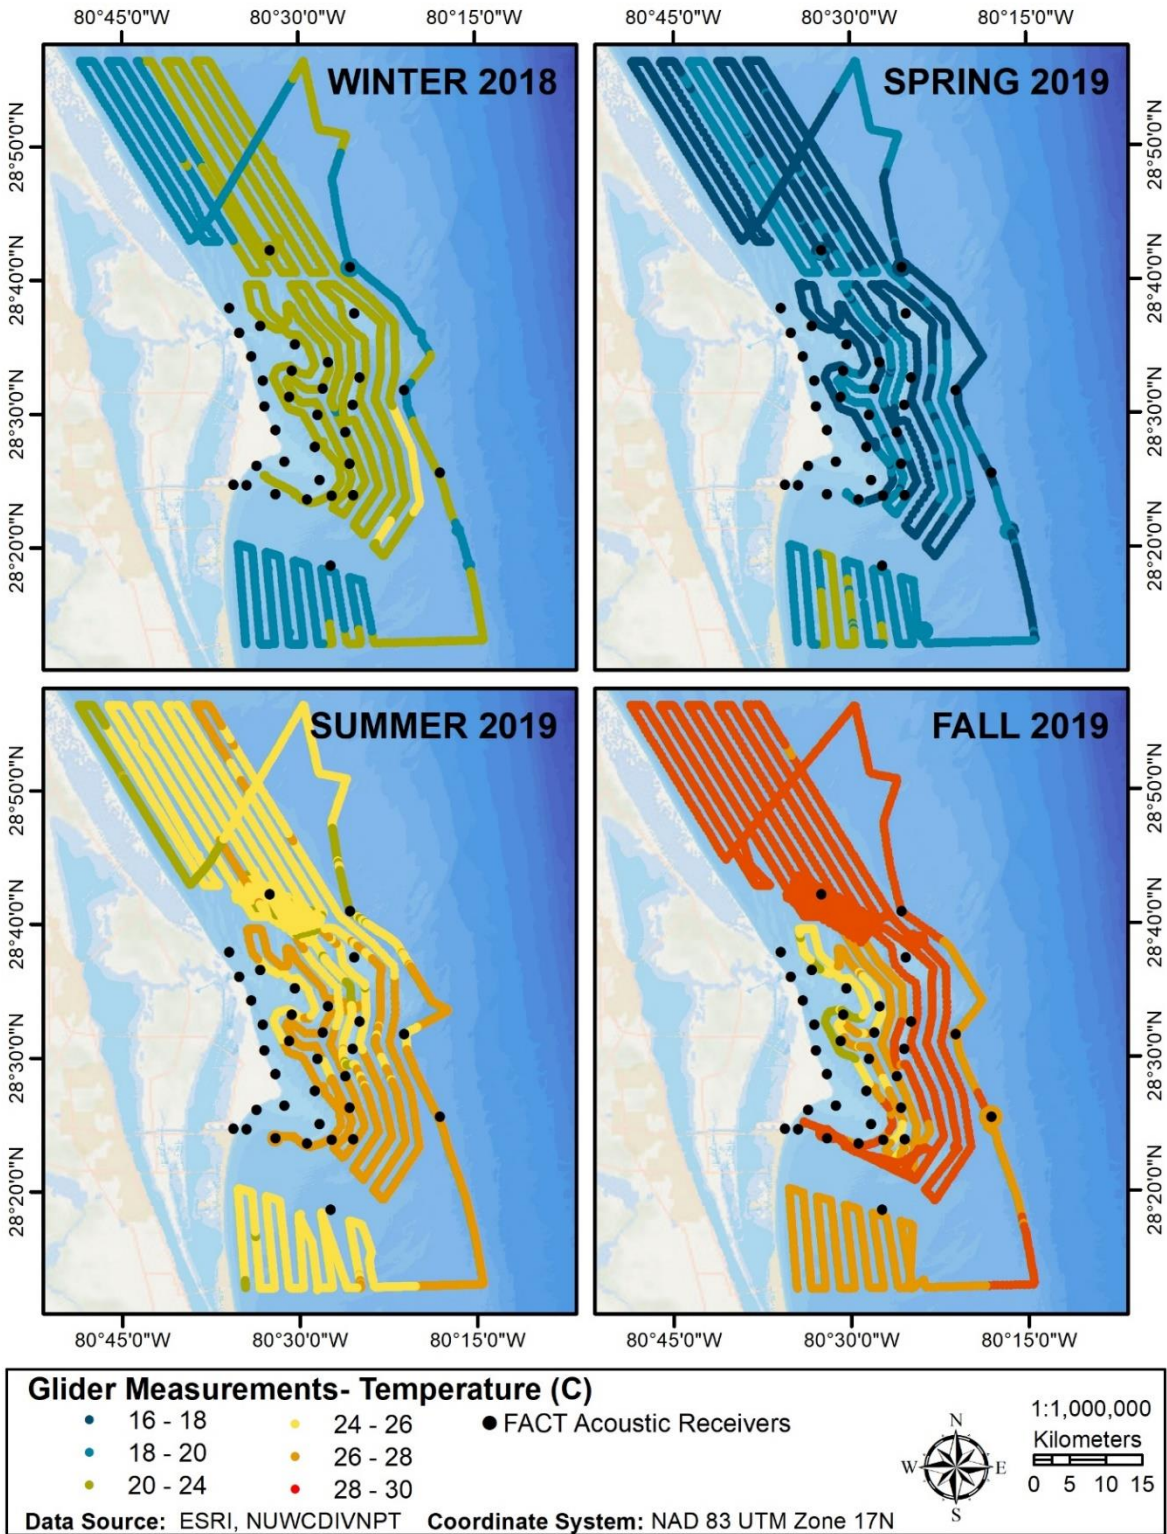 80°45'0"W 80°30'0"W 80°15'0"W 80°45'0"W 80°30'0"W 80°15'0"W
WINTER 2018
SPRING 2019
28°50'0"N
28°40'0"N
28°30'0"N
28°20'0"N
28°50'0"N
28°40'0"N
28°30'0"N
28°20'0"N
SUMMER 2019
FALL 2019
28°50'0"N
28°40'0"N
28°30'0"N
28°20'0"N
28°50'0"N
28°40'0"N
28°30'0"N
28°20'0"N
80°45'0"W 80°30'0"W 80°15'0"W 80°45'0"W 80°30'0"W 80°15'0"W
Glider Measurements- Temperature (C)
16 - 18
18 - 20
20 - 24
24 - 26
26 - 28
28 - 30
FACT Acoustic Receivers
N
W E
S
1:1,000,000
Kilometers
0 5 10 15
Data Source: ESRI, NUWCDIVNPT Coordinate System: NAD 83 UTM Zone 17N